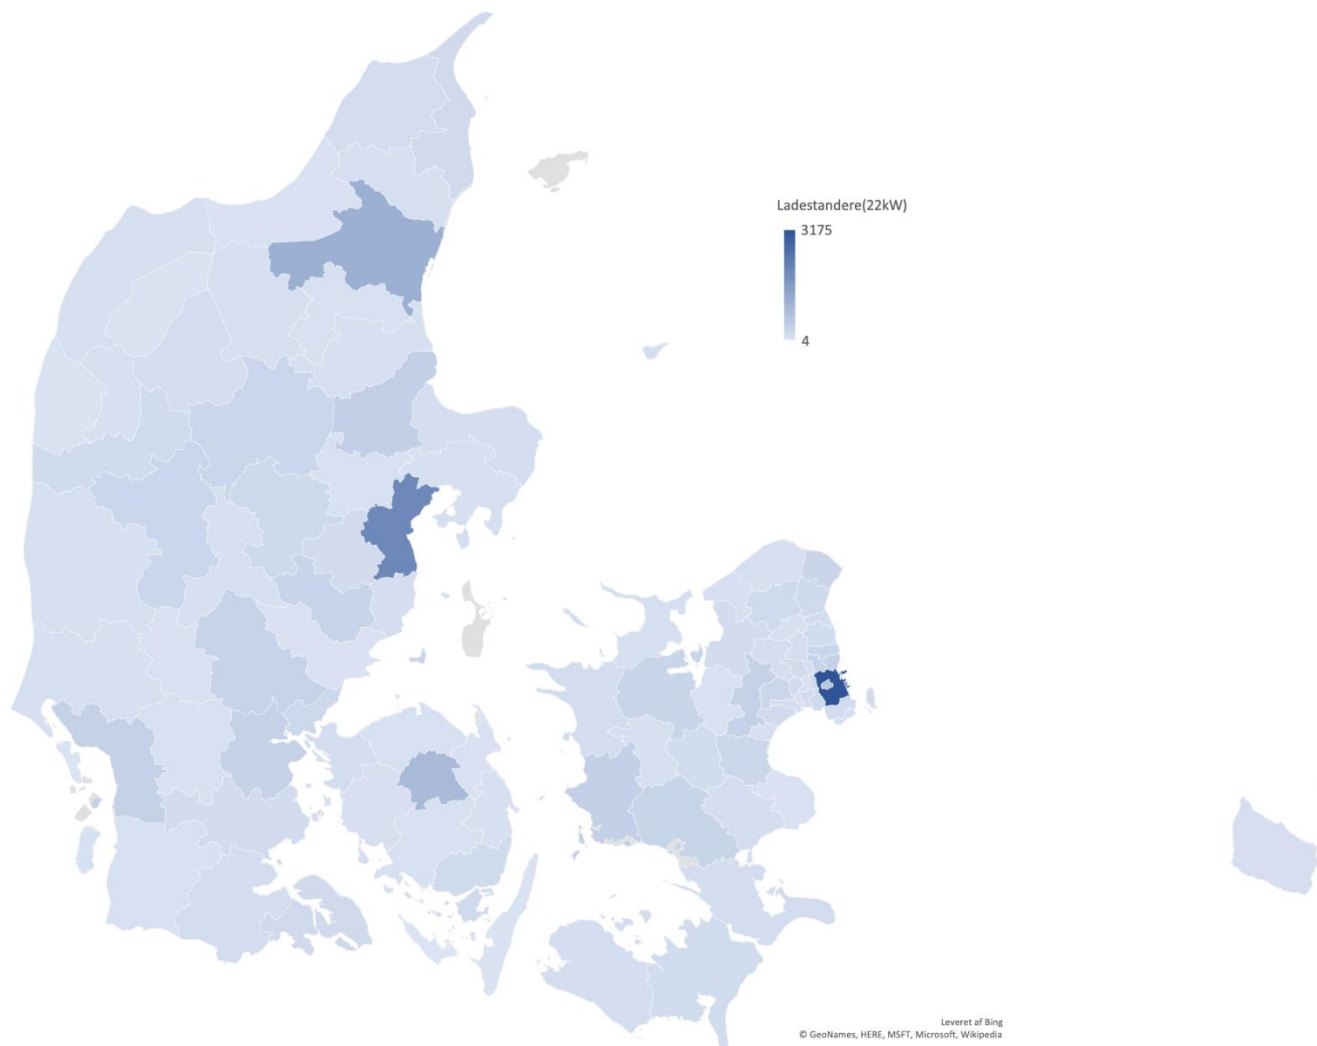 Ladestandere(22kW)
3175
4
Leveret af Bing
© GeoNames, HERE, MSFT, Microsoft, Wikipedia